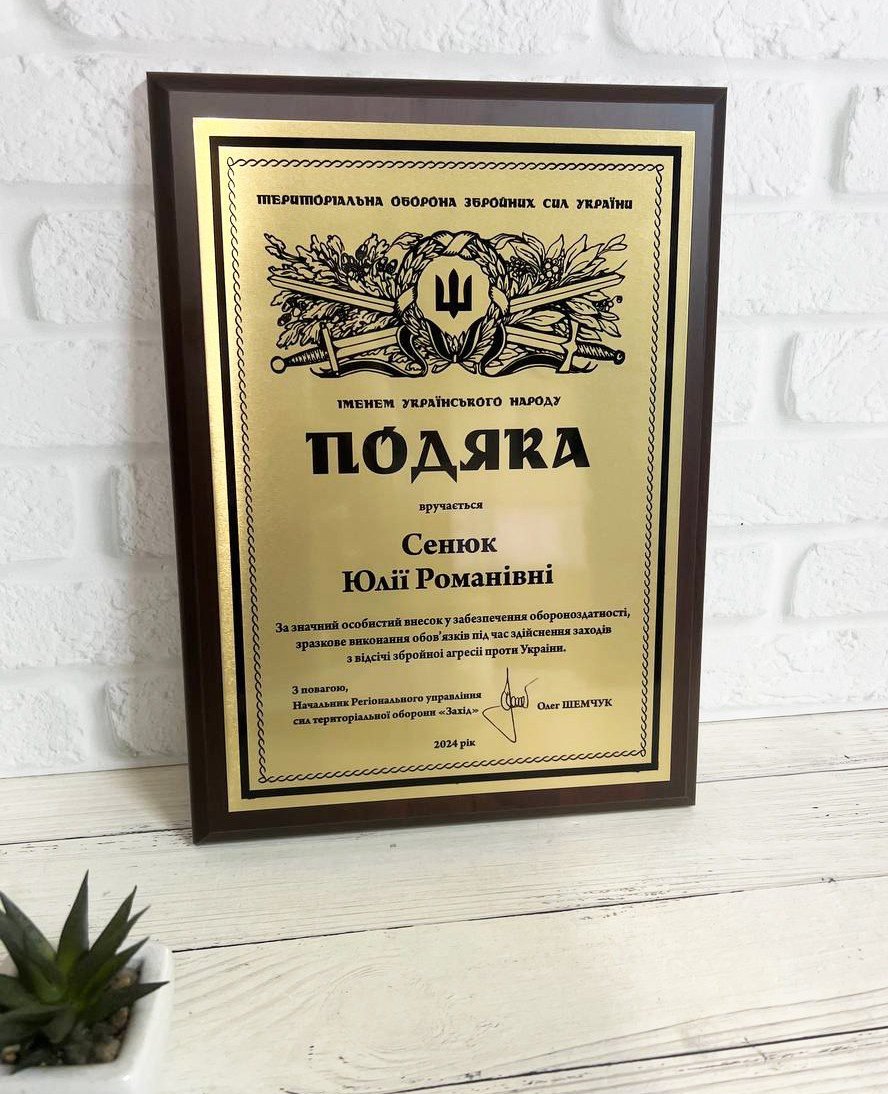 ТЕРИТОРІАЛЬНА ОБОРОНА ЗБРОЙНИХ СИЛ УКРАЇНИ
ІМЕНЕМ УКРАЇНСЬКОГО НАРОДУ
ПОДЯКА
вручається
Сенюк
Юлії Романівні
За значний особистий внесок у забезпечення обороноздатності,
зразкове виконання обов’язків під час здійснення заходів
з відсічі збройної агресії проти України.
З повагою,
Начальник Регіонального управління
сил територіальної оборони «Захід» Олег ШЕМЧУК
2024 рік